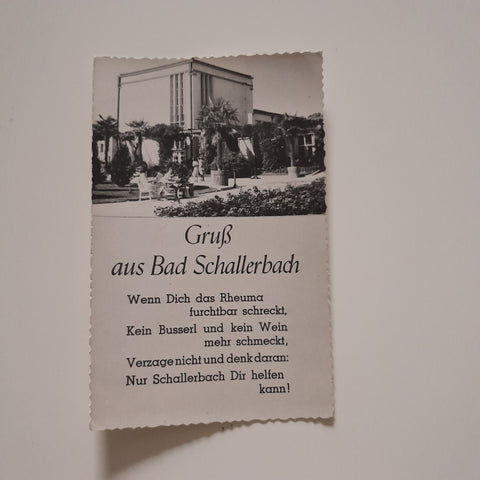 Gruß
aus Bad Schallerbach
Wenn Dich das Rheuma
furchtbar schreckt,
Kein Busserl und kein Wein
mehr schmeckt,
Verzage nicht und denk daran:
Nur Schallerbach Dir helfen
kann!